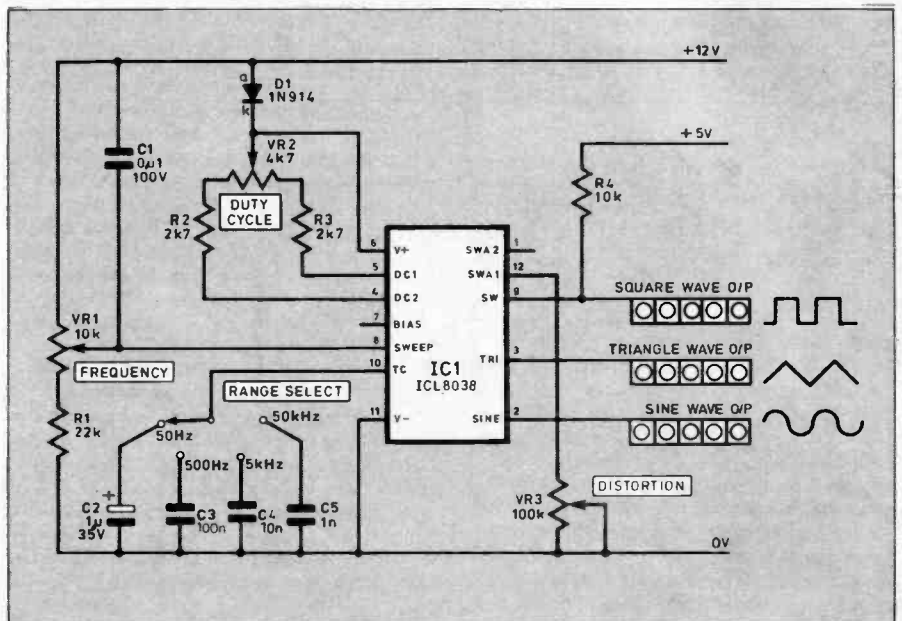 +12V
a
D1
1N914
k
+5V
C1
0µ1
100V
VR2
4k7
R4
10k
DUTY
CYCLE
R2
2k7
R3
2k7
6
V+
SWA2
1
5
DC1
SWA1
12
4
DC2
SW
9
SQUARE WAVE O/P
7
BIAS
VR1
10k
8
SWEEP
TRI
3
TRIANGLE WAVE O/P
FREQUENCY
10
TC
IC1
ICL8038
RANGE SELECT
R1
22k
50Hz
50kHz
11
V-
SINE
2
SINE WAVE O/P
500Hz
5kHz
DISTORTION
+
C2
1µ
35V
C3
100n
C4
10n
C5
1n
VR3
100k
0V